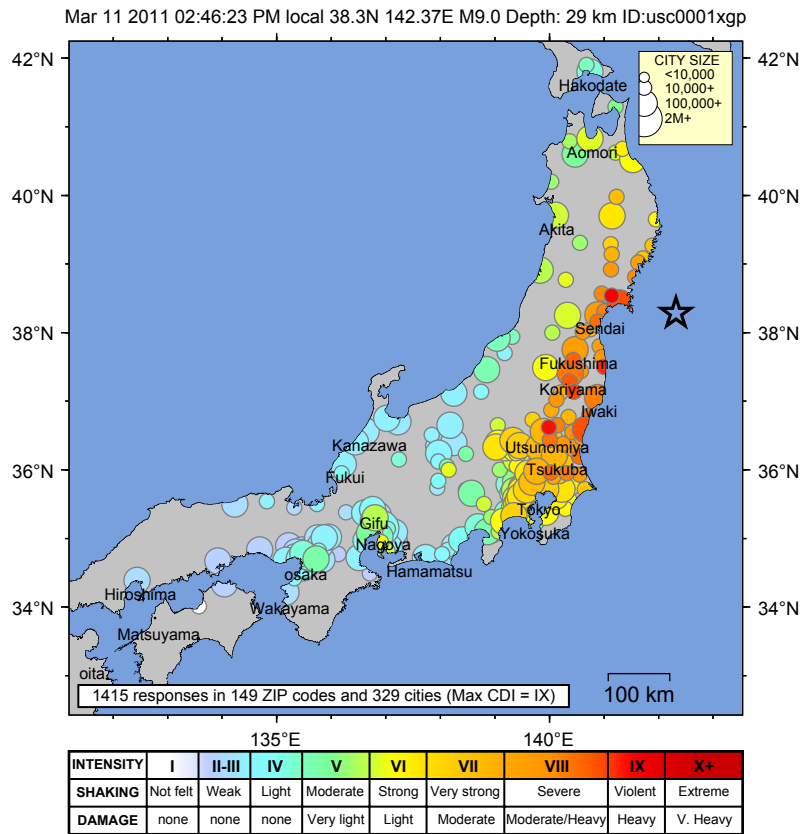 Mar 11 2011 02:46:23 PM local 38.3N 142.37E M9.0 Depth: 29 km ID:usc0001xgp
42°N
42°N
CITY SIZE
<10,000
10,000+
100,000+
2M+
Hakodate
Aomori
40°N
40°N
Akita
38°N
38°N
Sendai
Fukushima
Koriyama
Iwaki
Kanazawa
Utsunomiya
36°N
36°N
Fukui
Tsukuba
Gifu
Tokyo
Nagoya
Yokosuka
osaka
Hamamatsu
Hiroshima
34°N
34°N
Wakayama
Matsuyama
oita
1415 responses in 149 ZIP codes and 329 cities (Max CDI = IX)
100 km
135°E
140°E
INTENSITY I II-III IV V VI VII VIII IX X+
SHAKING Not felt Weak Light Moderate Strong Very strong Severe Violent Extreme
DAMAGE none none none Very light Light Moderate Moderate/Heavy Heavy V. Heavy